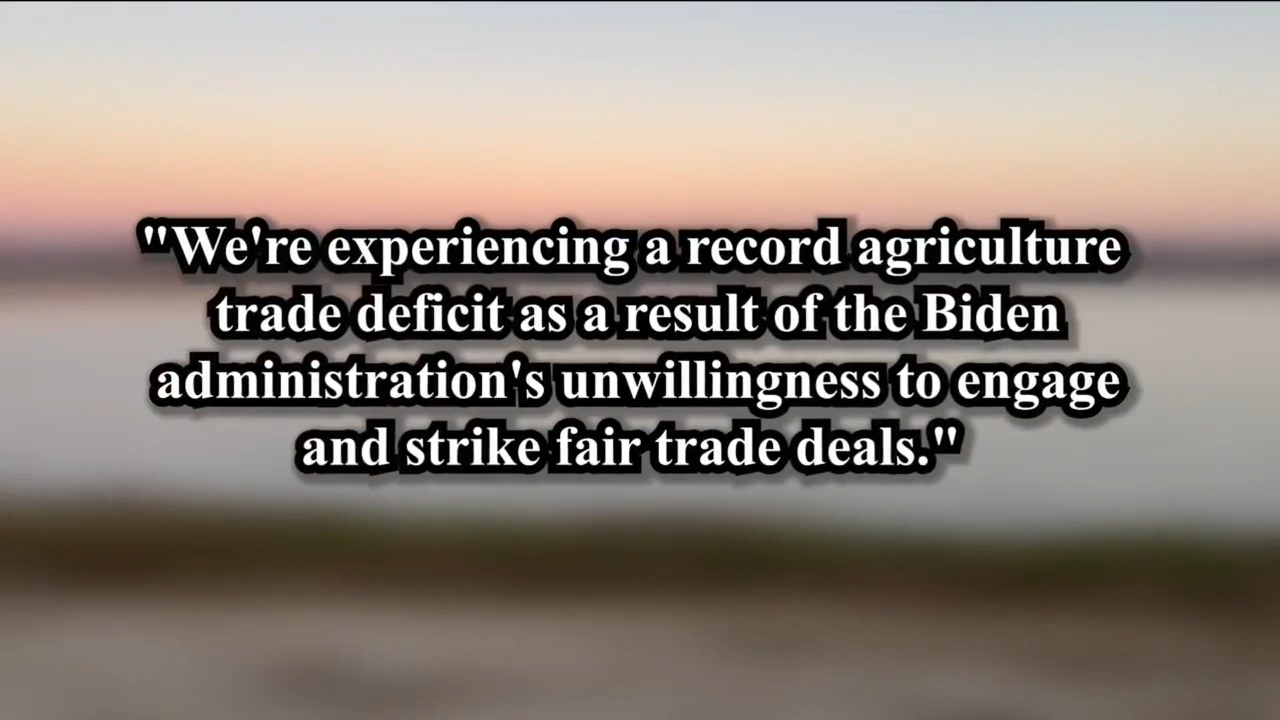 "We're experiencing a record agriculture
trade deficit as a result of the Biden
administration's unwillingness to engage
and strike fair trade deals."